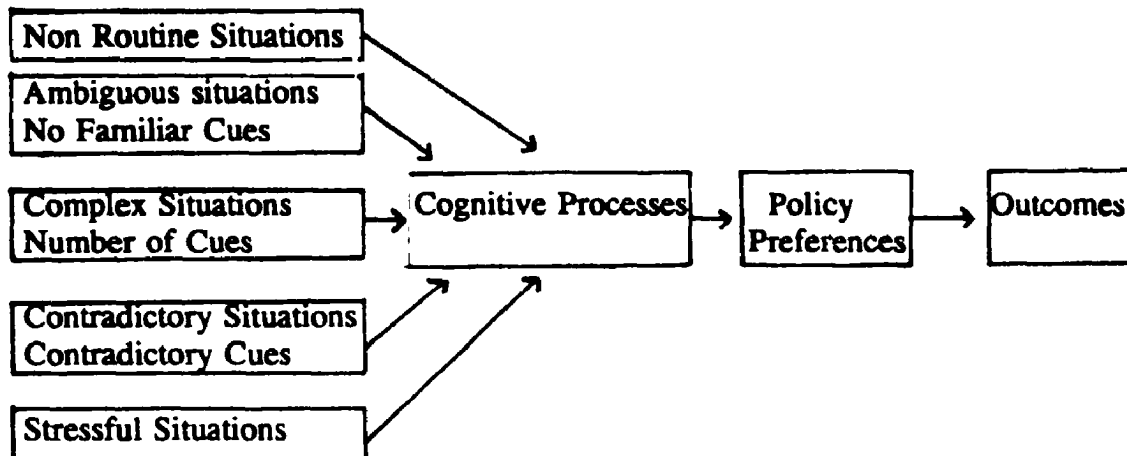 Non Routine Situations
Ambiguous situations
No Familiar Cues
Complex Situations
Number of Cues
Contradictory Situations
Contradictory Cues
Stressful Situations
Cognitive Processes
Policy
Preferences
Outcomes